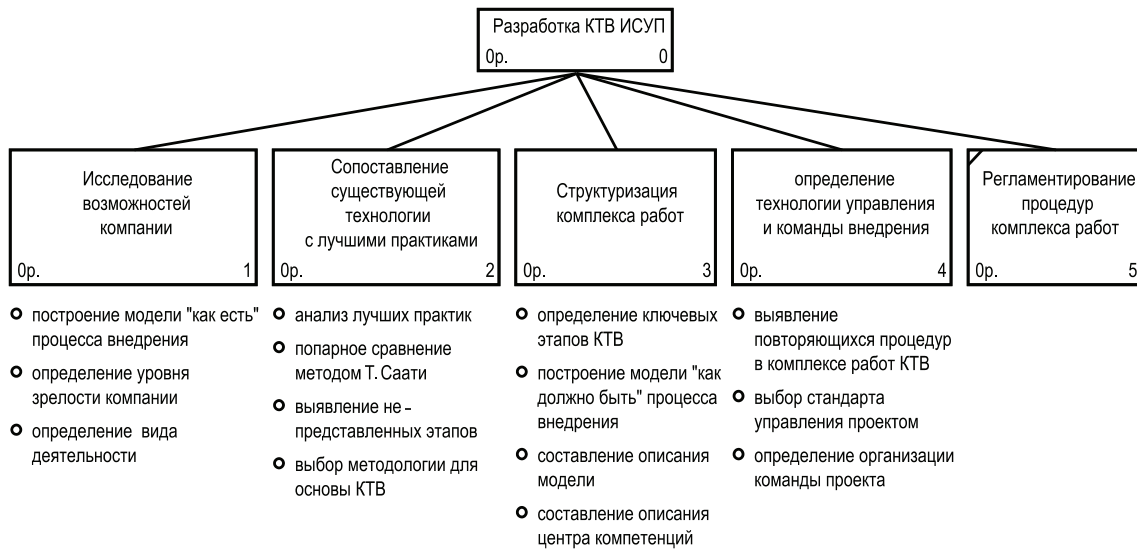 Разработка КТВ ИСУП
0р. 0
Исследование
возможностей
компании
0р. 1
Сопоставление
существующей
технологии
с лучшими практиками
0р. 2
Структуризация
комплекса работ
0р. 3
определение
технологии управления
и команды внедрения
0р. 4
Регламентирование
процедур
комплекса работ
0р. 5
построение модели "как есть"
процесса внедрения
определение уровня
зрелости компании
определение вида
деятельности
анализ лучших практик
попарное сравнение
методом Т. Саати
выявление не-
представленных этапов
выбор методологии для
основы КТВ
определение ключевых
этапов КТВ
построение модели "как
должно быть" процесса
внедрения
составление описания
модели
составление описания
центра компетенций
выявление
повторяющихся процедур
в комплексе работ КТВ
выбор стандарта
управления проектом
определение организации
команды проекта